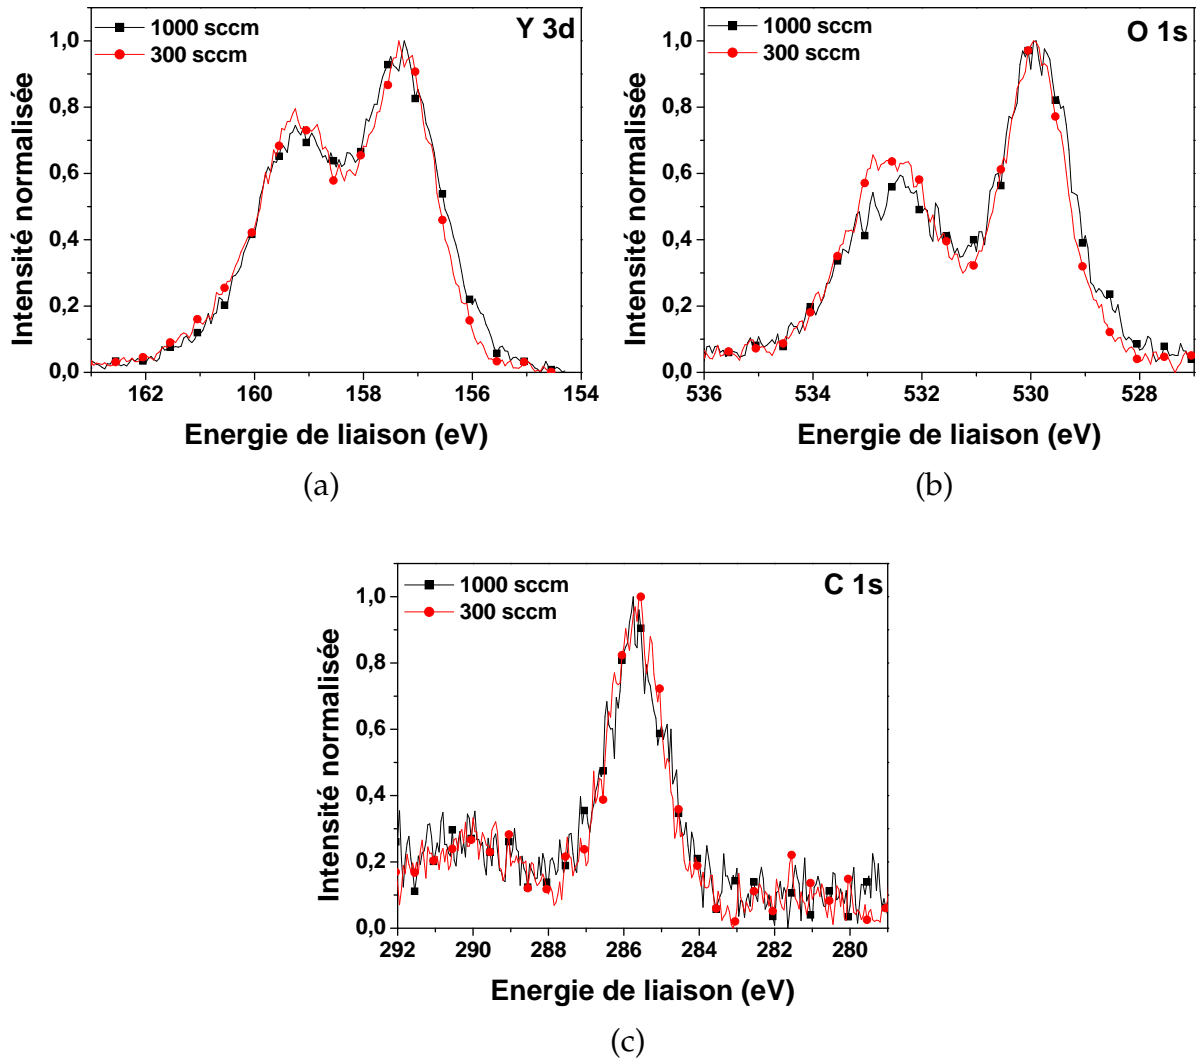 1000 sccm
300 sccm
Y 3d
1,0
0,8
0,6
0,4
0,2
0,0
Intensité normalisée
162 160 158 156 154
Energie de liaison (eV)
(a)
1000 sccm
300 sccm
O 1s
1,0
0,8
0,6
0,4
0,2
0,0
Intensité normalisée
536 534 532 530 528
Energie de liaison (eV)
(b)
1000 sccm
300 sccm
C 1s
1,0
0,8
0,6
0,4
0,2
0,0
Intensité normalisée
292 290 288 286 284 282 280
Energie de liaison (eV)
(c)